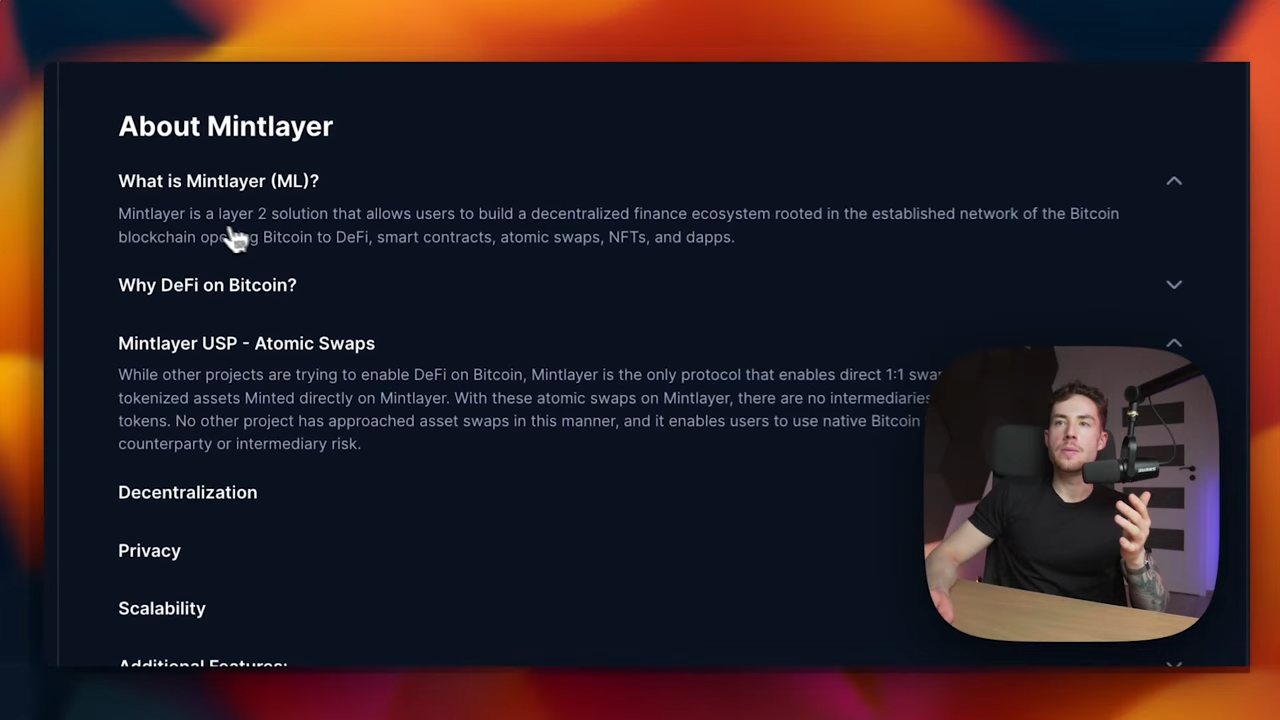 About Mintlayer
What is Mintlayer (ML)?
Mintlayer is a layer 2 solution that allows users to build a decentralized finance ecosystem rooted in the established network of the Bitcoin
blockchain Bitcoin to DeFi, smart contracts, atomic swaps, NFTs, and dapps.
Why DeFi on Bitcoin?
Mintlayer USP - Atomic Swaps
While other projects are trying to enable DeFi on Bitcoin, Mintlayer is the only protocol that enables direct 1:1
tokenized assets Minted directly on Mintlayer. With these atomic swaps on Mintlayer, there are no intermediaries
tokens. No other project has approached asset swaps in this manner, and it enables users to use native Bitcoin
counterparty or intermediary risk.
Decentralization
Privacy
Scalability
Additional Features: